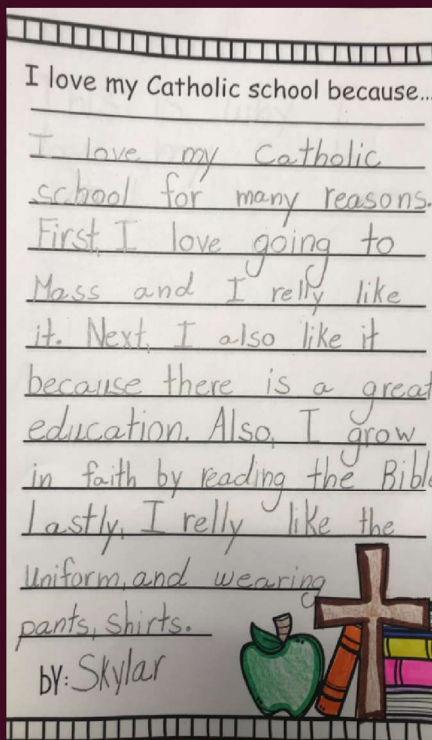 I love my Catholic school because...
I love my Catholic
school for many reasons.
First, I love going to
Mass and I relly like
it. Next, I also like it
because there is a great
education. Also, I grow
in faith by reading the Bible
Lastly, I relly like the
uniform, and wearing
pants, shirts.
by: Skylar